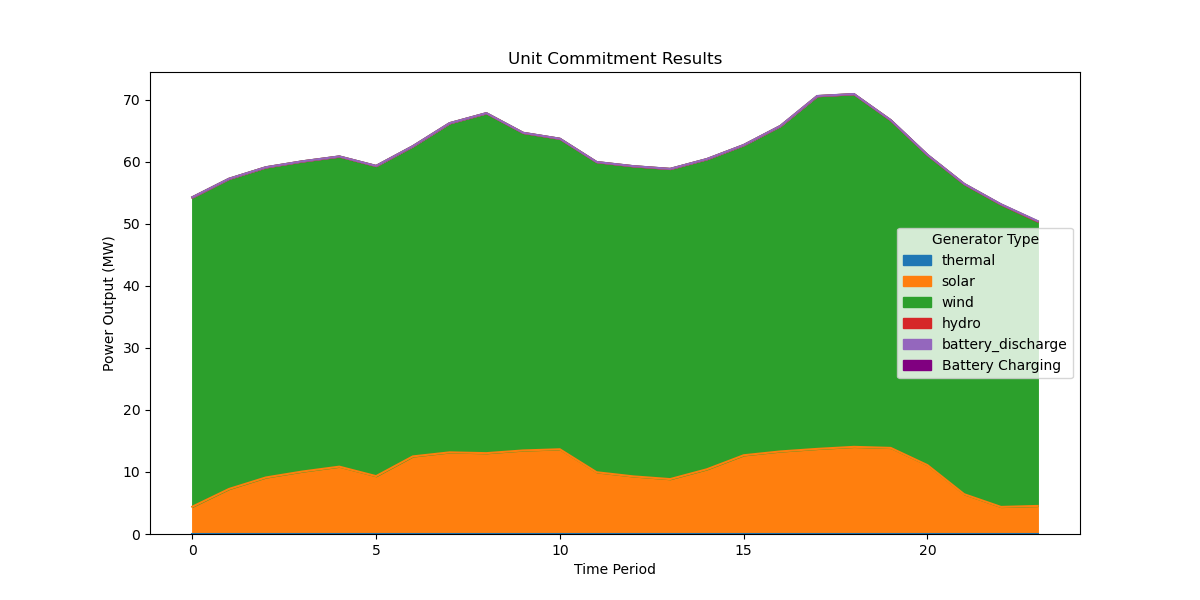 Unit Commitment Results
Power Output (MW)
70
60
50
40
30
20
10
0
Generator Type
thermal
solar
wind
hydro
battery_discharge
Battery Charging
0 5 10 15 20
Time Period